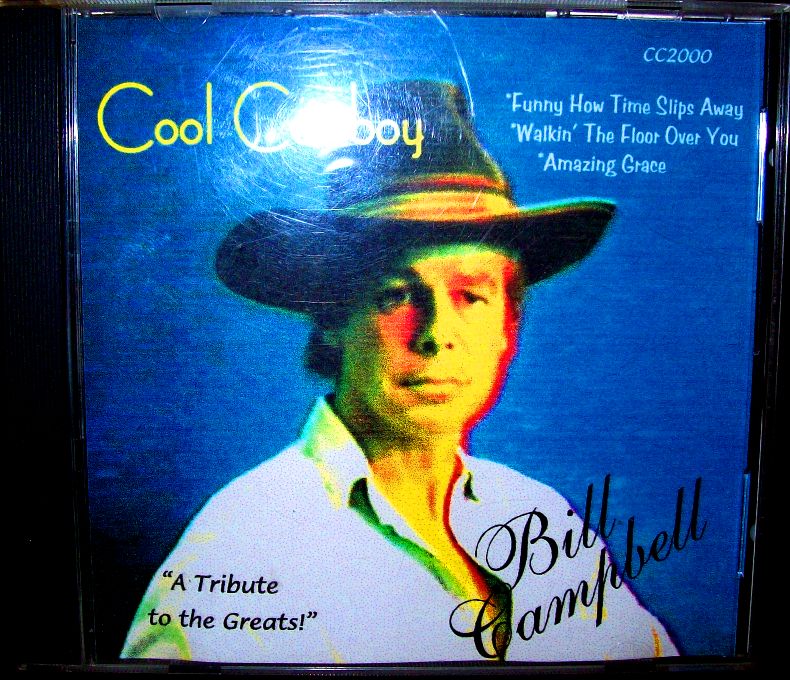 CC2000
Cool Cowboy
*Funny How Time Slips Away
*Walkin' The Floor Over You
*Amazing Grace
Bill
Campbell
"A Tribute
to the Greats!"